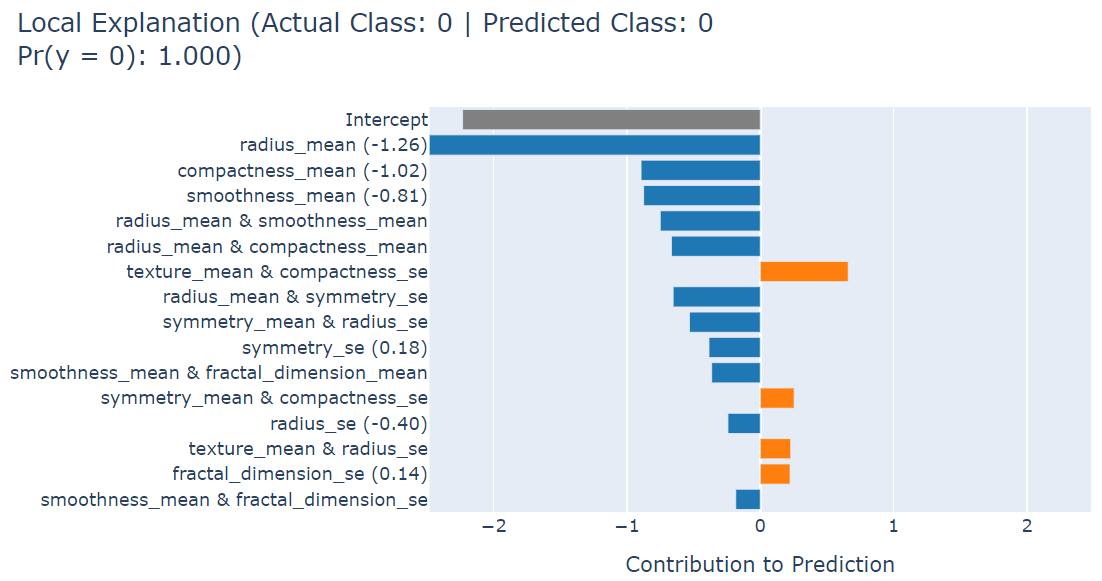 Local Explanation (Actual Class: 0 | Predicted Class: 0
Pr(y = 0): 1.000)
Intercept
radius_mean (-1.26)
compactness_mean (-1.02)
smoothness_mean (-0.81)
radius_mean & smoothness_mean
radius_mean & compactness_mean
texture_mean & compactness_se
radius_mean & symmetry_se
symmetry_mean & radius_se
symmetry_se (0.18)
smoothness_mean & fractal_dimension_mean
symmetry_mean & compactness_se
radius_se (-0.40)
texture_mean & radius_se
fractal_dimension_se (0.14)
smoothness_mean & fractal_dimension_se
−2 −1 0 1 2
Contribution to Prediction